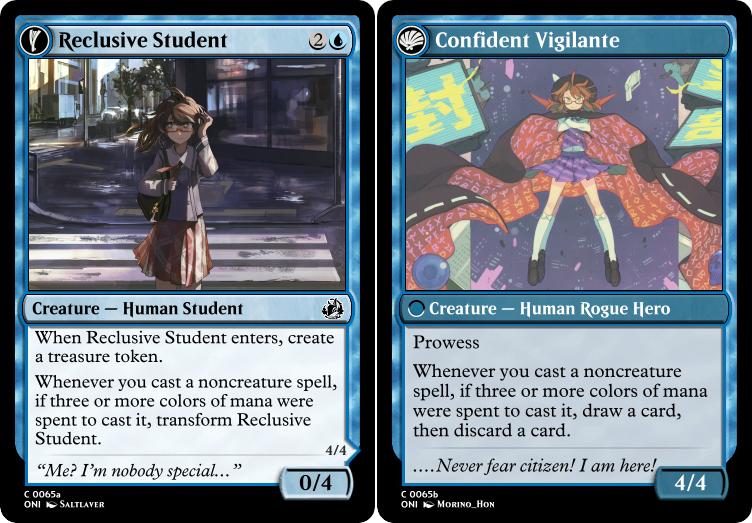 Reclusive Student 2
Creature — Human Student
When Reclusive Student enters, create
a treasure token.
Whenever you cast a noncreature spell,
if three or more colors of mana were
spent to cast it, transform Reclusive
Student.
4/4
“Me? I’m nobody special…”
0/4
C 0065a
ONI SALTLAVER
Confident Vigilante
封
Creature — Human Rogue Hero
Prowess
Whenever you cast a noncreature
spell, if three or more colors of mana
were spent to cast it, draw a card,
then discard a card.
….Never fear citizen! I am here!
4/4
C 0065b
ONI MORINO_HON